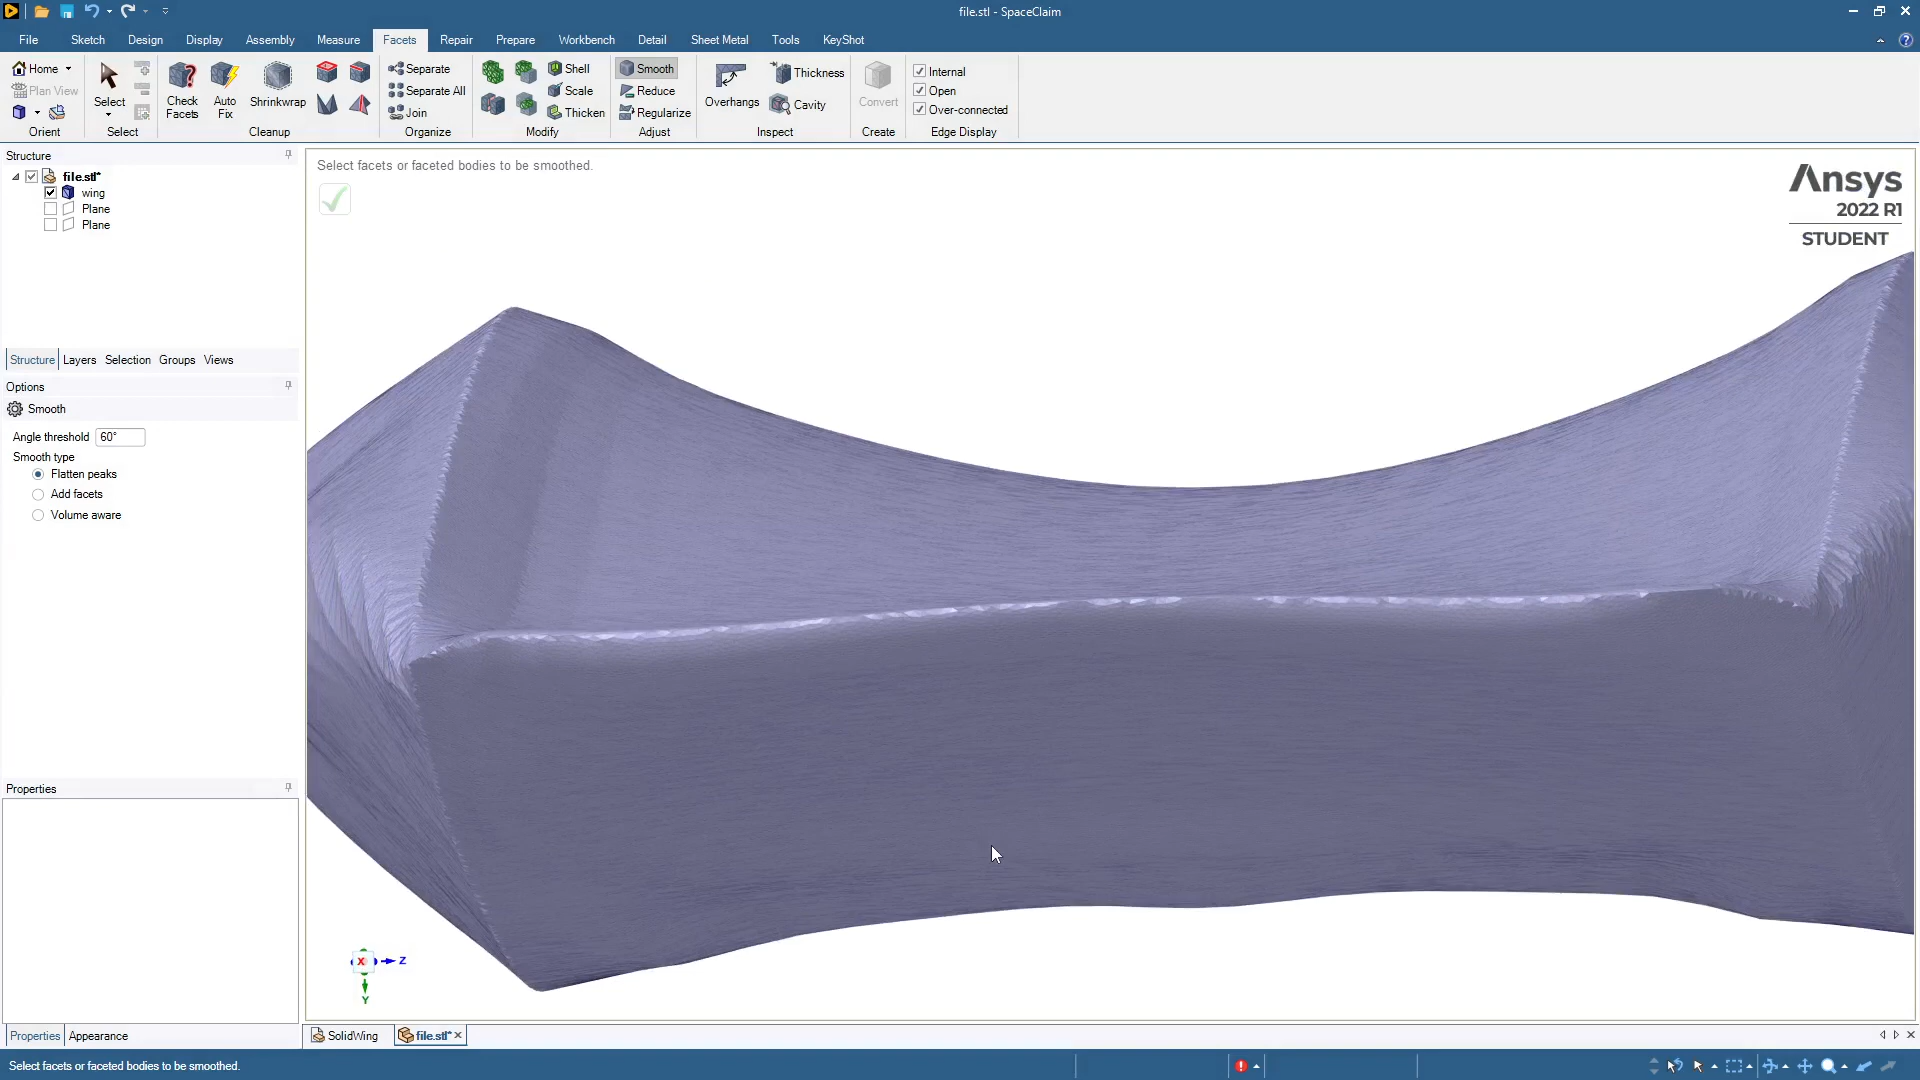 file.stl - SpaceClaim
File Sketch Design Display Assembly Measure Facets Repair Prepare Workbench Detail Sheet Metal Tools KeyShot
Home
Plan View
Orient
Select
Select
Check Facets
Auto Fix
Shrinkwrap
Cleanup
Separate
Separate All
Join
Organize
Shell
Scale
Thicken
Modify
Smooth
Reduce
Regularize
Adjust
Overhangs
Thickness
Cavity
Inspect
Convert
Create
Internal
Open
Over-connected
Edge Display
Structure
file.stl*
wing
Plane
Plane
Structure Layers Selection Groups Views
Options
Smooth
Angle threshold 60°
Smooth type
Flatten peaks
Add facets
Volume aware
Properties
Properties Appearance
Select facets or faceted bodies to be smoothed.
Ansys
2022 R1
STUDENT
X
Z
Y
SolidWing file.stl*
Select facets or faceted bodies to be smoothed.